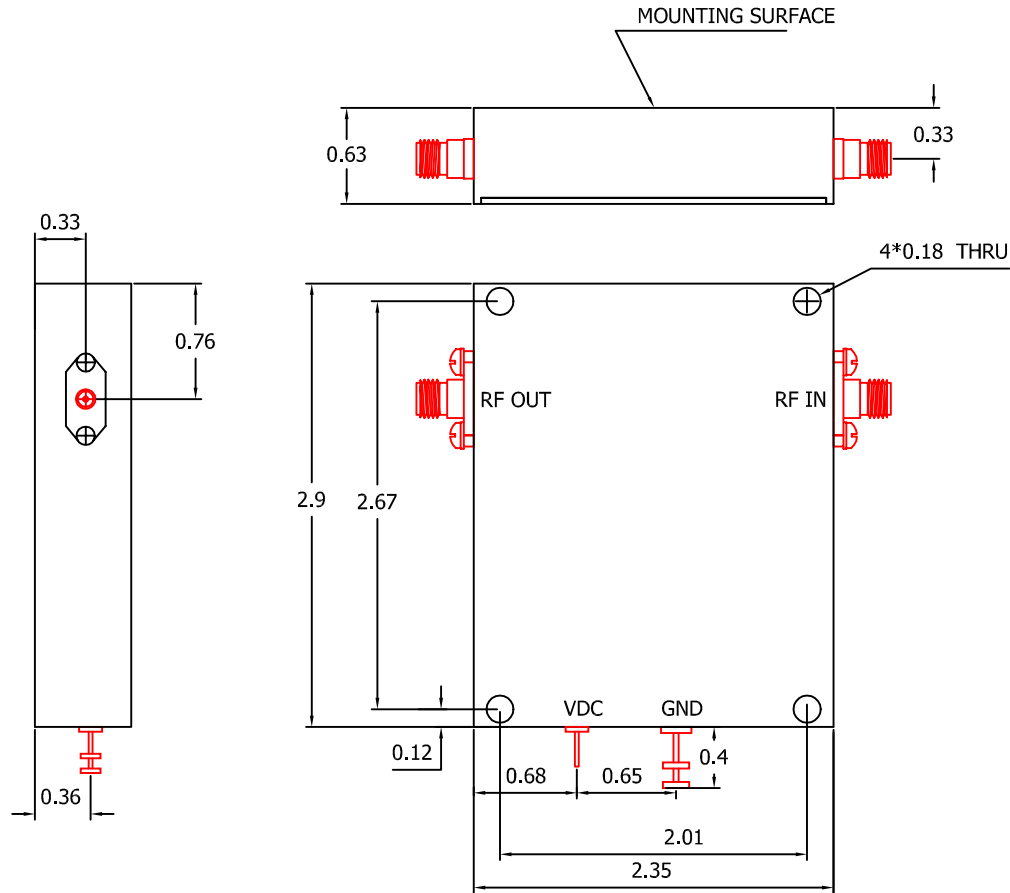 MOUNTING SURFACE
0.63
0.33
0.33
4*0.18 THRU
0.76
RF OUT
RF IN
2.9
2.67
VDC
GND
0.12
0.4
0.68
0.65
0.36
2.01
2.35